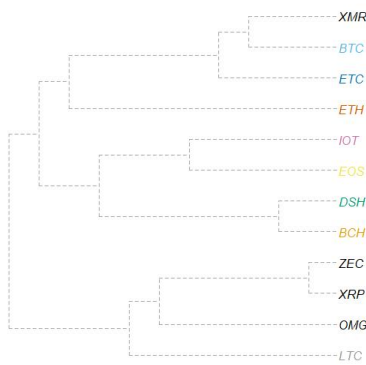 XMR
BTC
ETC
ETH
IOT
EOS
DSH
BCH
ZEC
XRP
OMG
LTC